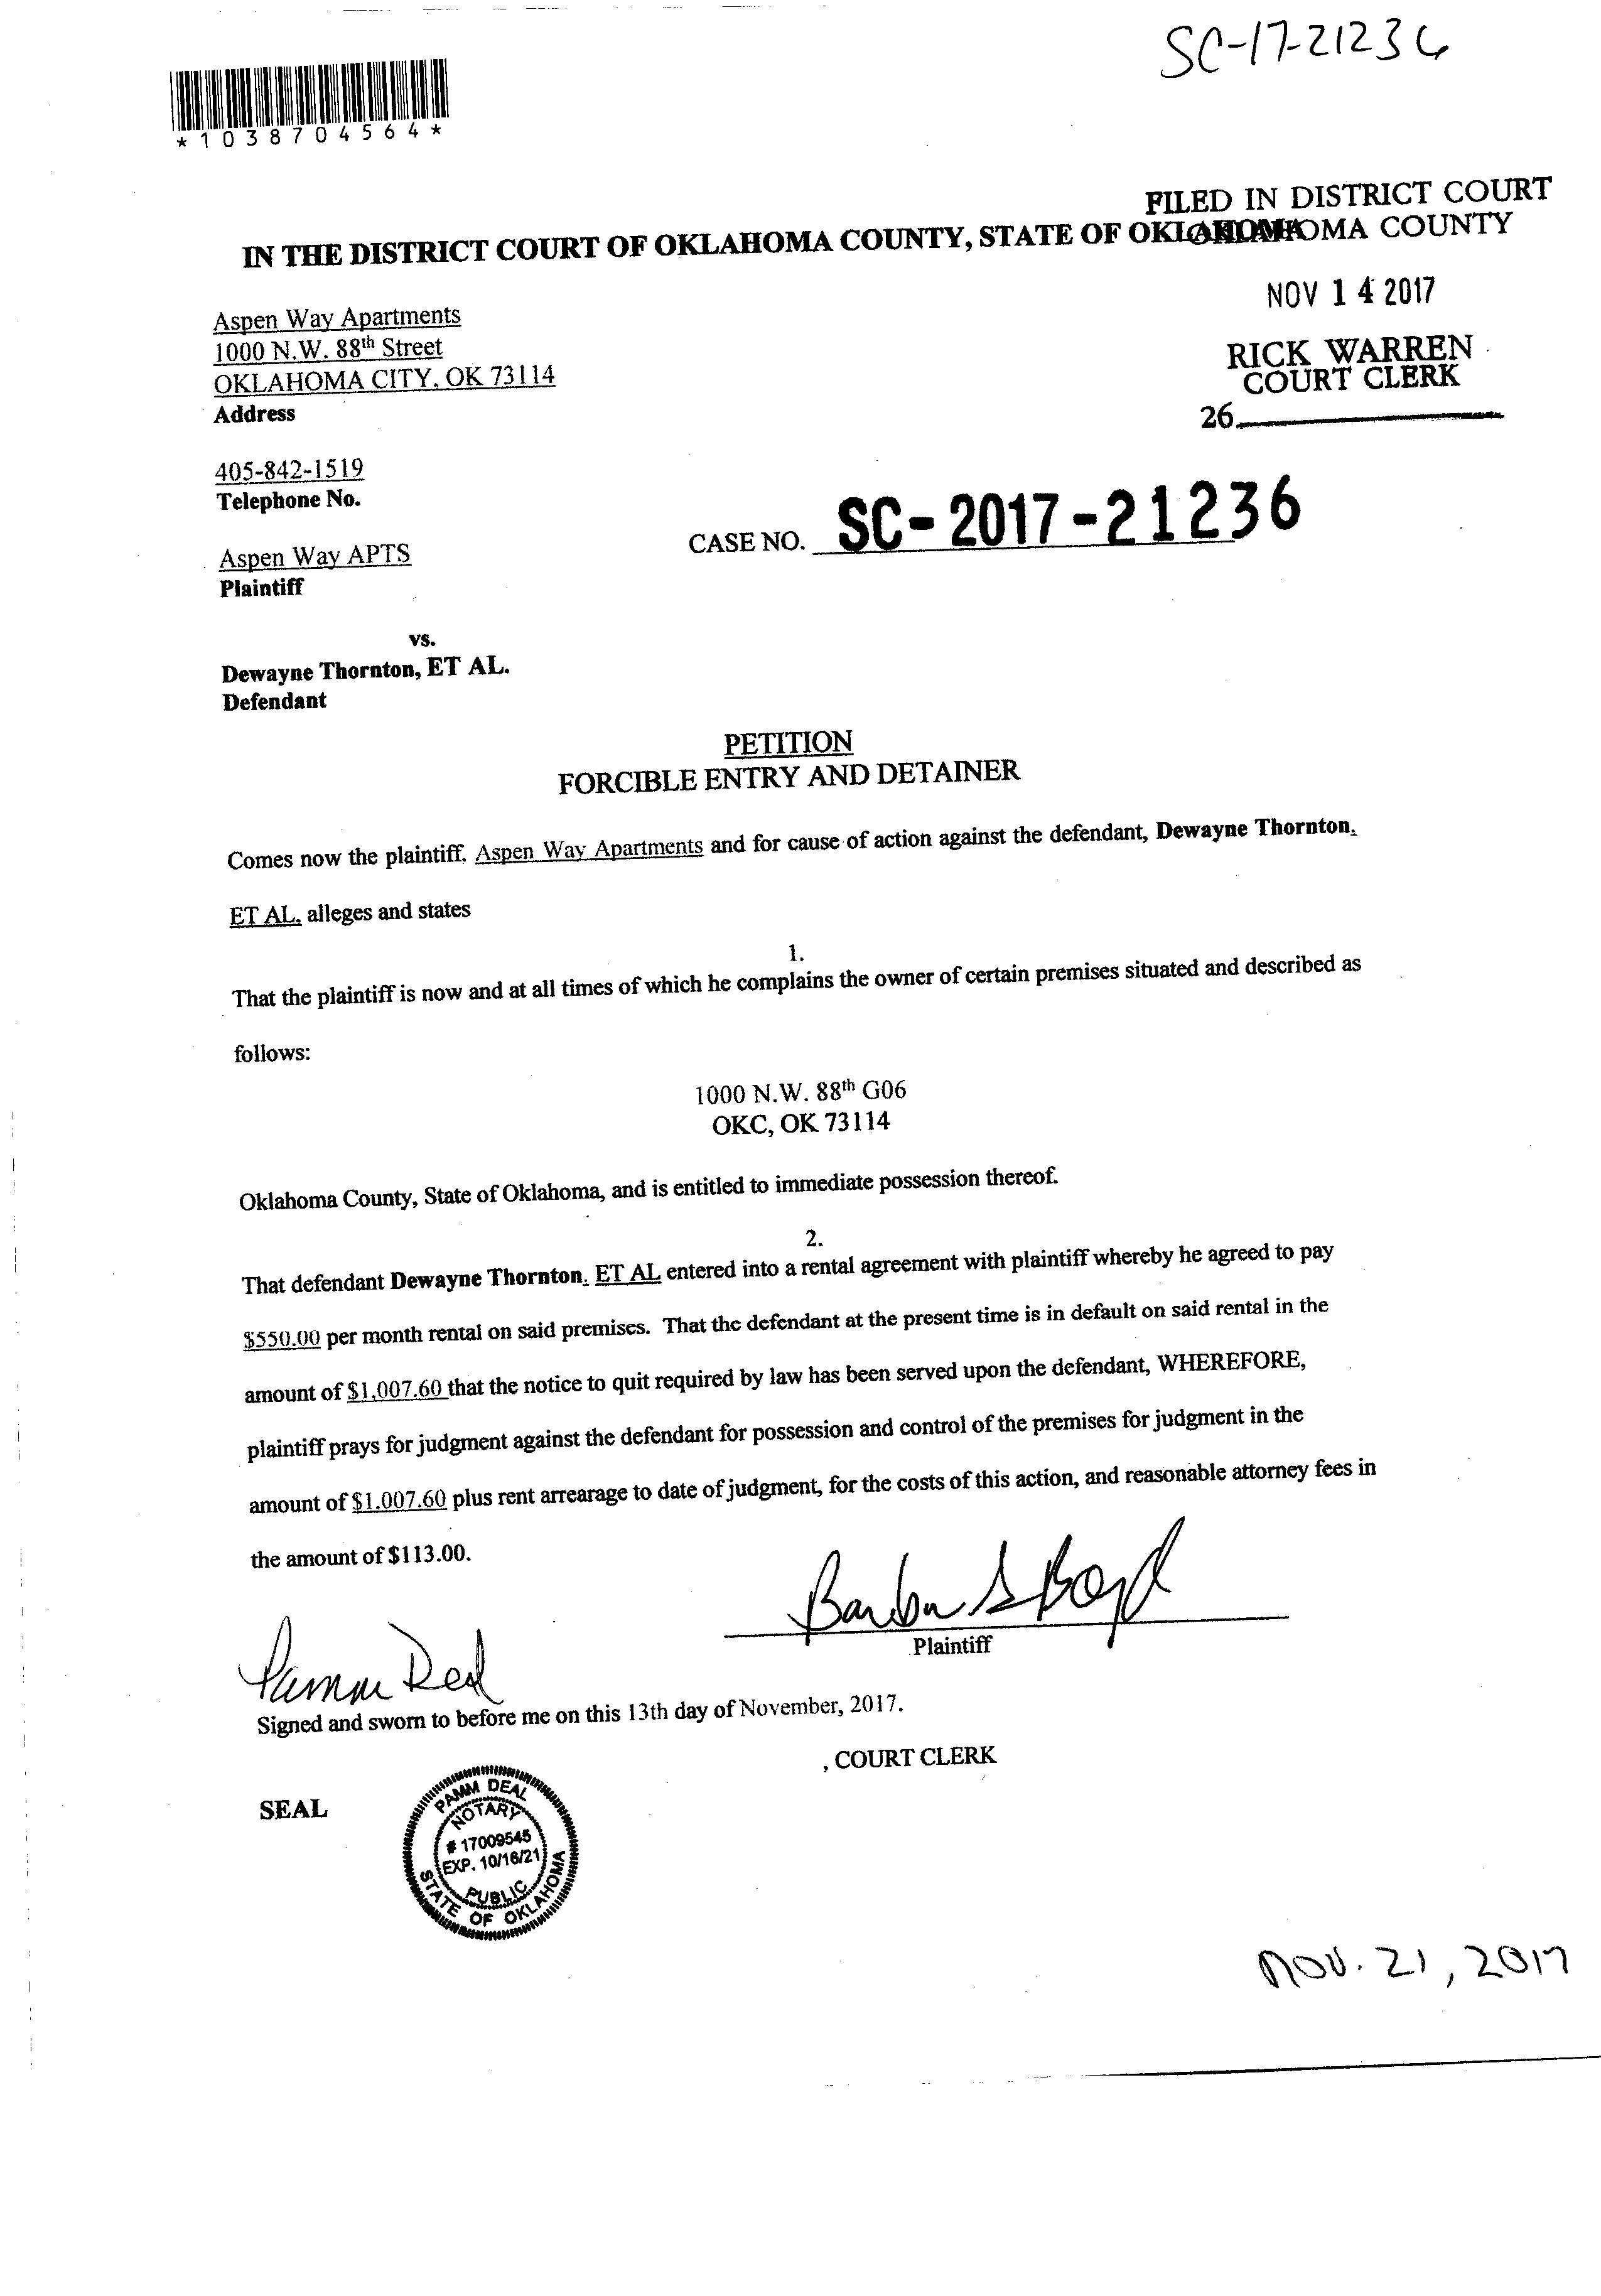 SC-17-21236
*1038704564*
FILED IN DISTRICT COURT
OKLAHOMA COUNTY
IN THE DISTRICT COURT OF OKLAHOMA COUNTY, STATE OF OKLAHOMA
NOV 14 2017
RICK WARREN
COURT CLERK
26
Aspen Way Apartments
1000 N.W. 88th Street
OKLAHOMA CITY, OK 73114
Address
405-842-1519
Telephone No.
CASE NO. SC-2017-21236
Aspen Way APTS
Plaintiff
vs.
Dewayne Thornton, ET AL.
Defendant
PETITION
FORCIBLE ENTRY AND DETAINER
Comes now the plaintiff, Aspen Way Apartments and for cause of action against the defendant, Dewayne Thornton,
ET AL, alleges and states
1.
That the plaintiff is now and at all times of which he complains the owner of certain premises situated and described as
follows:
1000 N.W. 88th G06
OKC, OK 73114
Oklahoma County, State of Oklahoma, and is entitled to immediate possession thereof.
2.
That defendant Dewayne Thornton, ET AL entered into a rental agreement with plaintiff whereby he agreed to pay
$550.00 per month rental on said premises. That the defendant at the present time is in default on said rental in the
amount of $1,007.60 that the notice to quit required by law has been served upon the defendant, WHEREFORE,
plaintiff prays for judgment against the defendant for possession and control of the premises for judgment in the
amount of $1,007.60 plus rent arrearage to date of judgment, for the costs of this action, and reasonable attorney fees in
the amount of $113.00.
Barbara S Boyd
Plaintiff
Pamm Deal
Signed and sworn to before me on this 13th day of November, 2017.
, COURT CLERK
SEAL
PAMM DEAL
NOTARY
# 17009545
EXP. 10/16/21
PUBLIC
STATE OF OKLAHOMA
Nov. 21, 2017